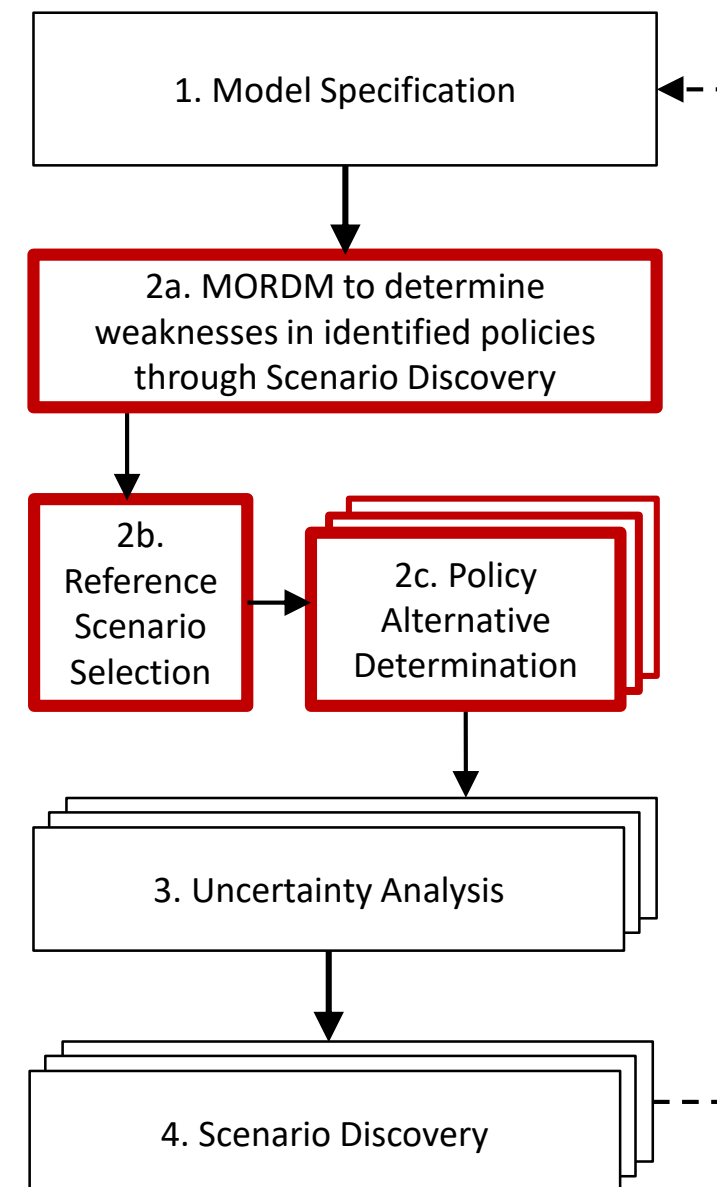 1. Model Specification
2a. MORDM to determine
weaknesses in identified policies
through Scenario Discovery
2b.
Reference
Scenario
Selection
2c. Policy
Alternative
Determination
3. Uncertainty Analysis
4. Scenario Discovery